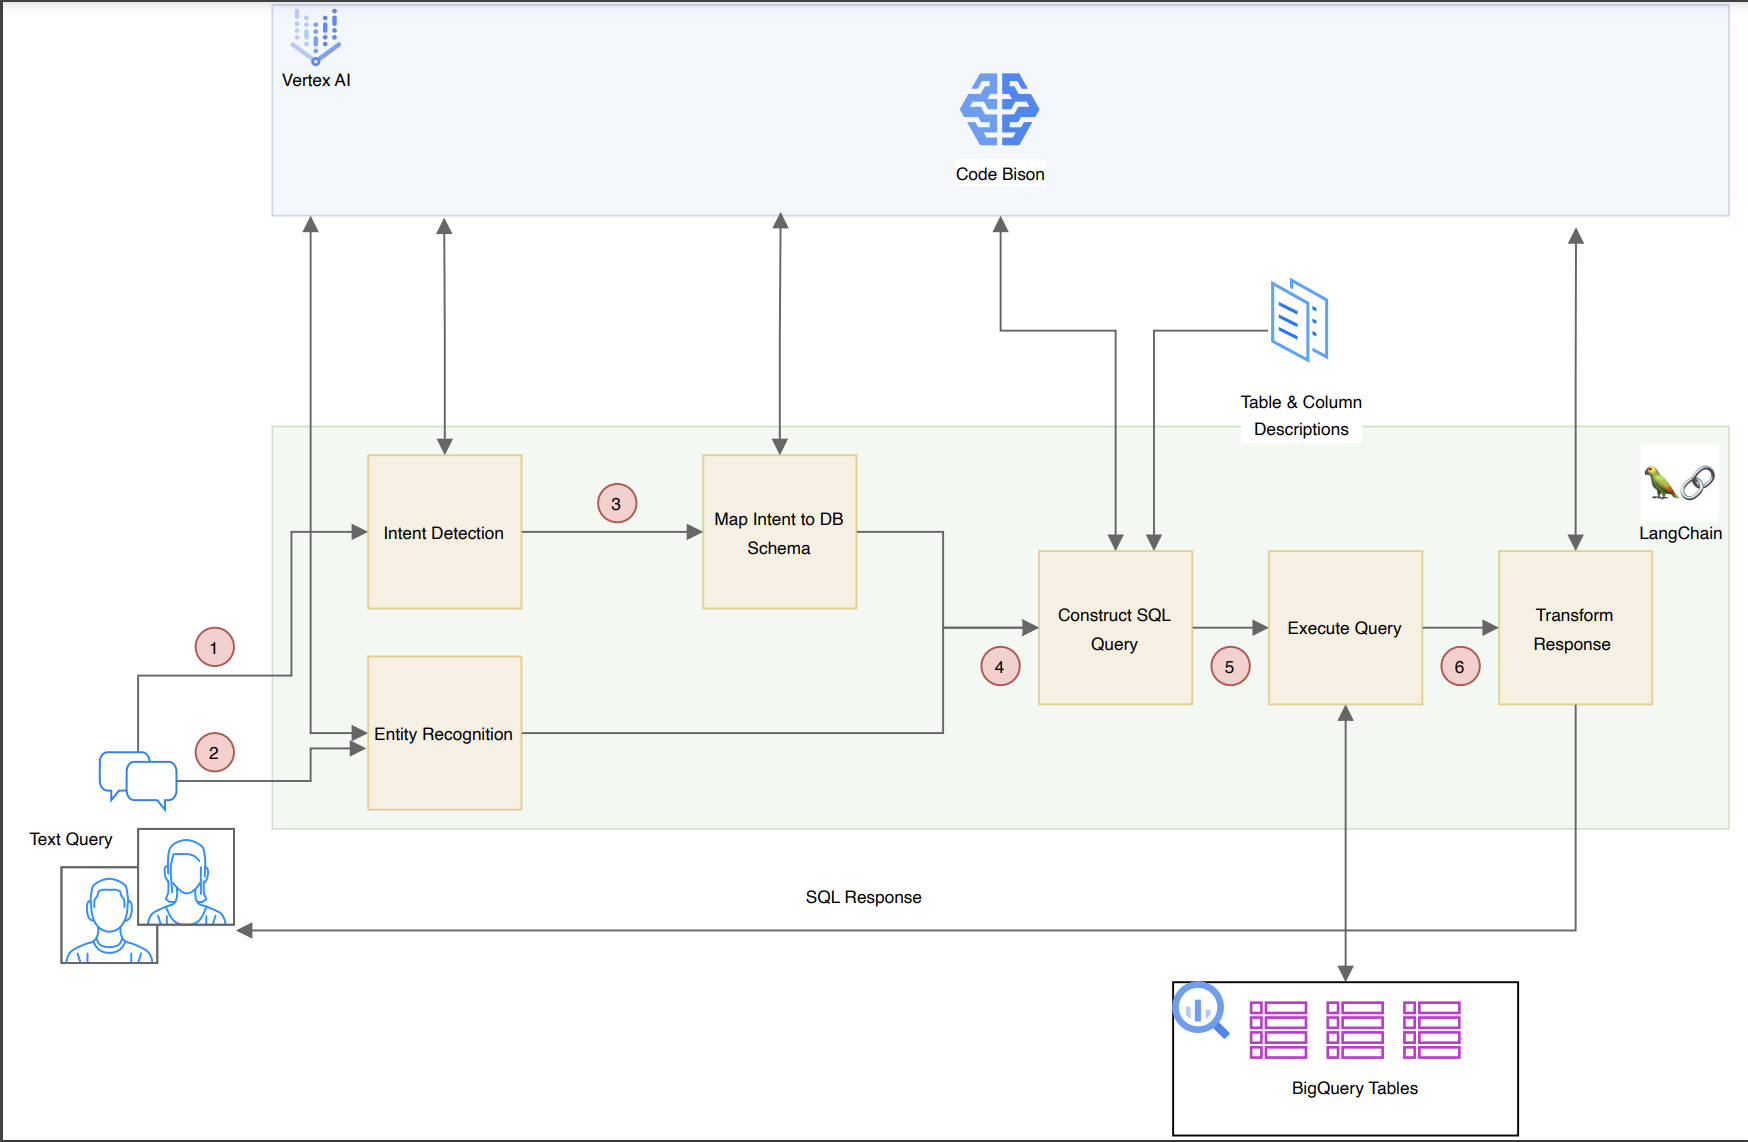 Vertex AI
Code Bison
Table & Column
Descriptions
LangChain
Intent Detection
3
Map Intent to DB
Schema
Construct SQL
Query
Execute Query
Transform
Response
1
4
5
6
2
Entity Recognition
Text Query
SQL Response
BigQuery Tables